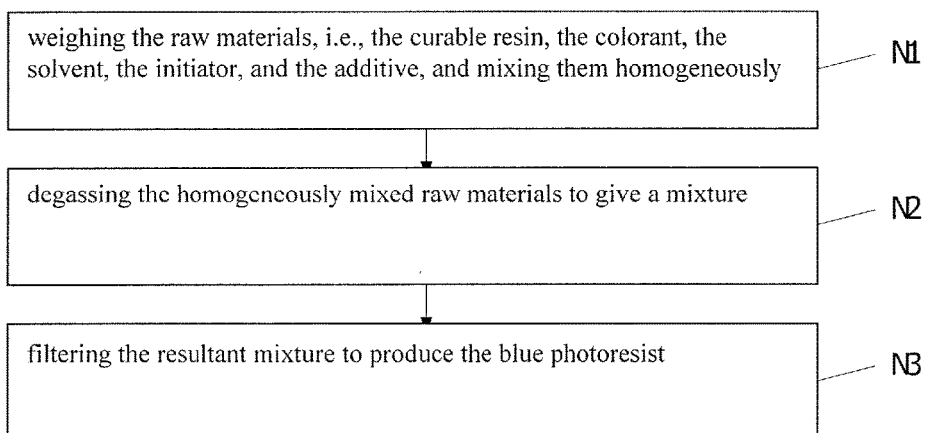 weighing the raw materials, i.e., the curable resin, the colorant, the
solvent, the initiator, and the additive, and mixing them homogeneously
N1
degassing the homogeneously mixed raw materials to give a mixture
N2
filtering the resultant mixture to produce the blue photoresist
N3